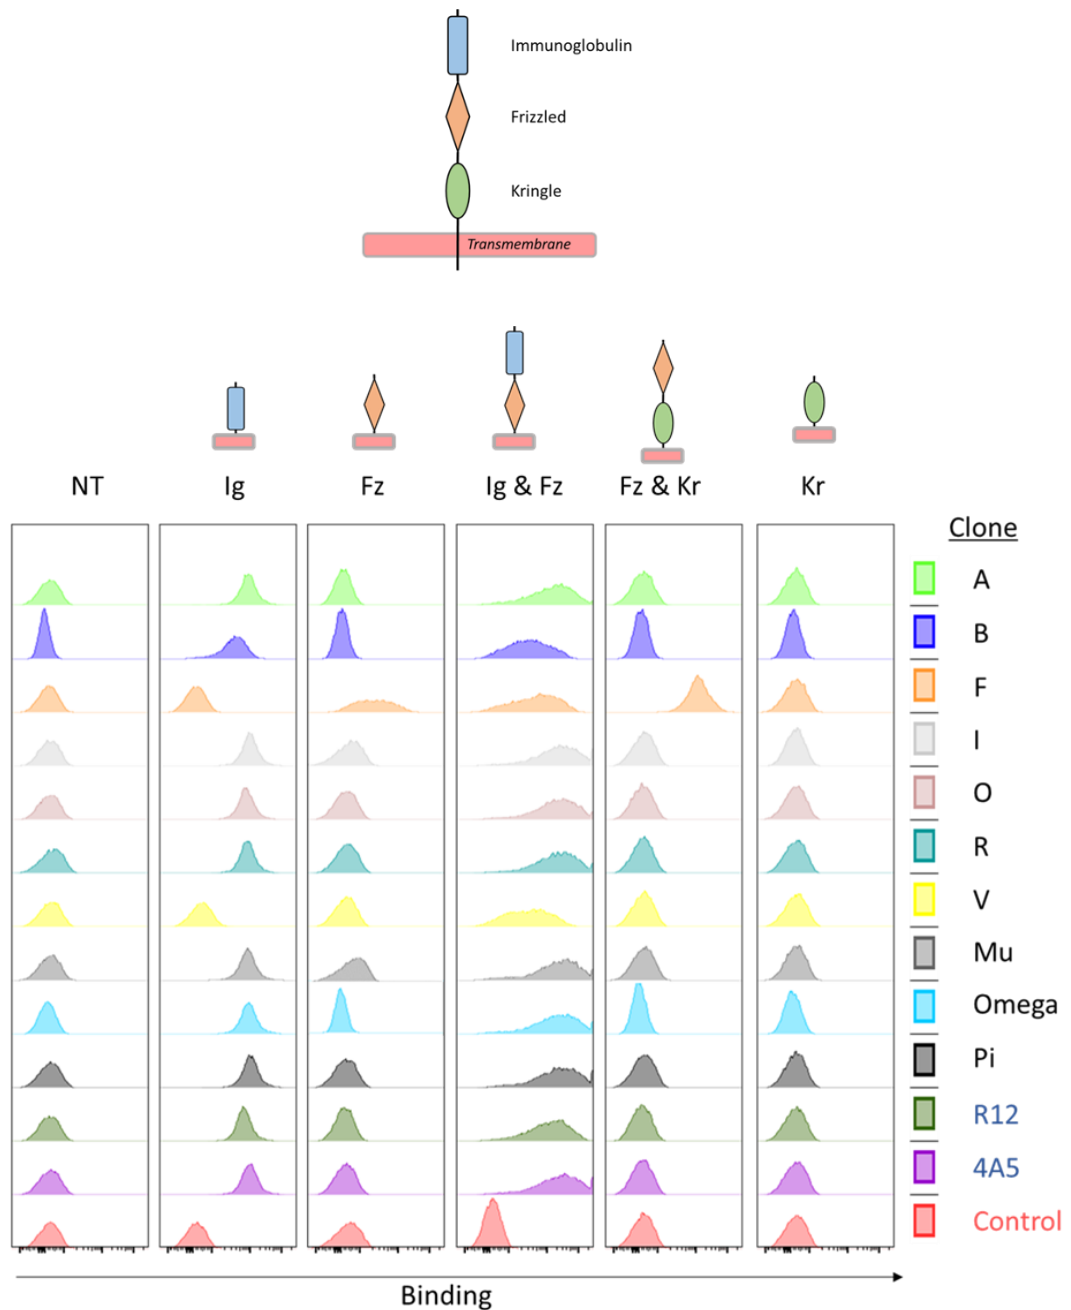 Immunoglobulin
Frizzled
Kringle
Transmembrane
NT Ig Fz Ig & Fz Fz & Kr Kr
Clone
A
B
F
I
O
R
V
Mu
Omega
Pi
R12
4A5
Control
Binding